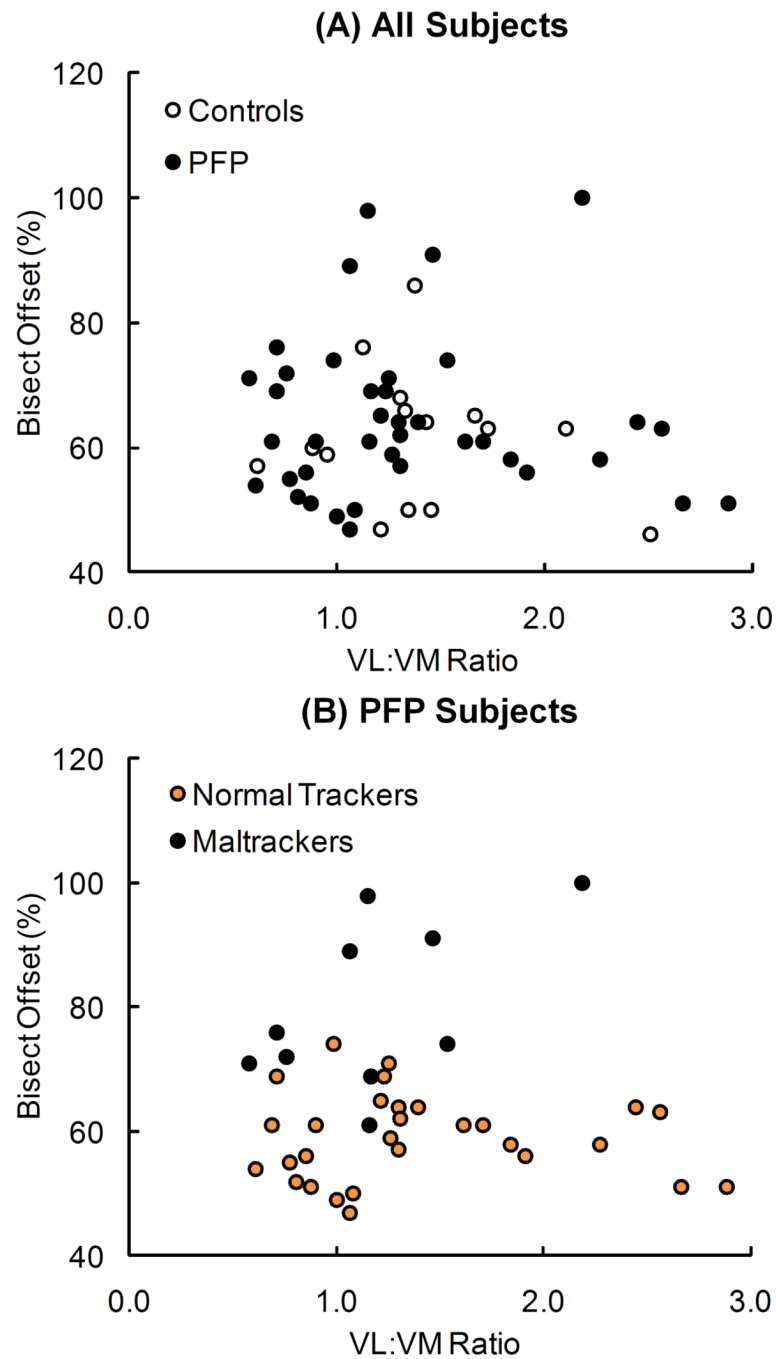 (A) All Subjects
120
Controls
PFP
100
80
60
40
Bisect Offset (%)
0.0 1.0 2.0 3.0
VL:VM Ratio
(B) PFP Subjects
120
Normal Trackers
Maltrackers
100
80
60
40
Bisect Offset (%)
0.0 1.0 2.0 3.0
VL:VM Ratio